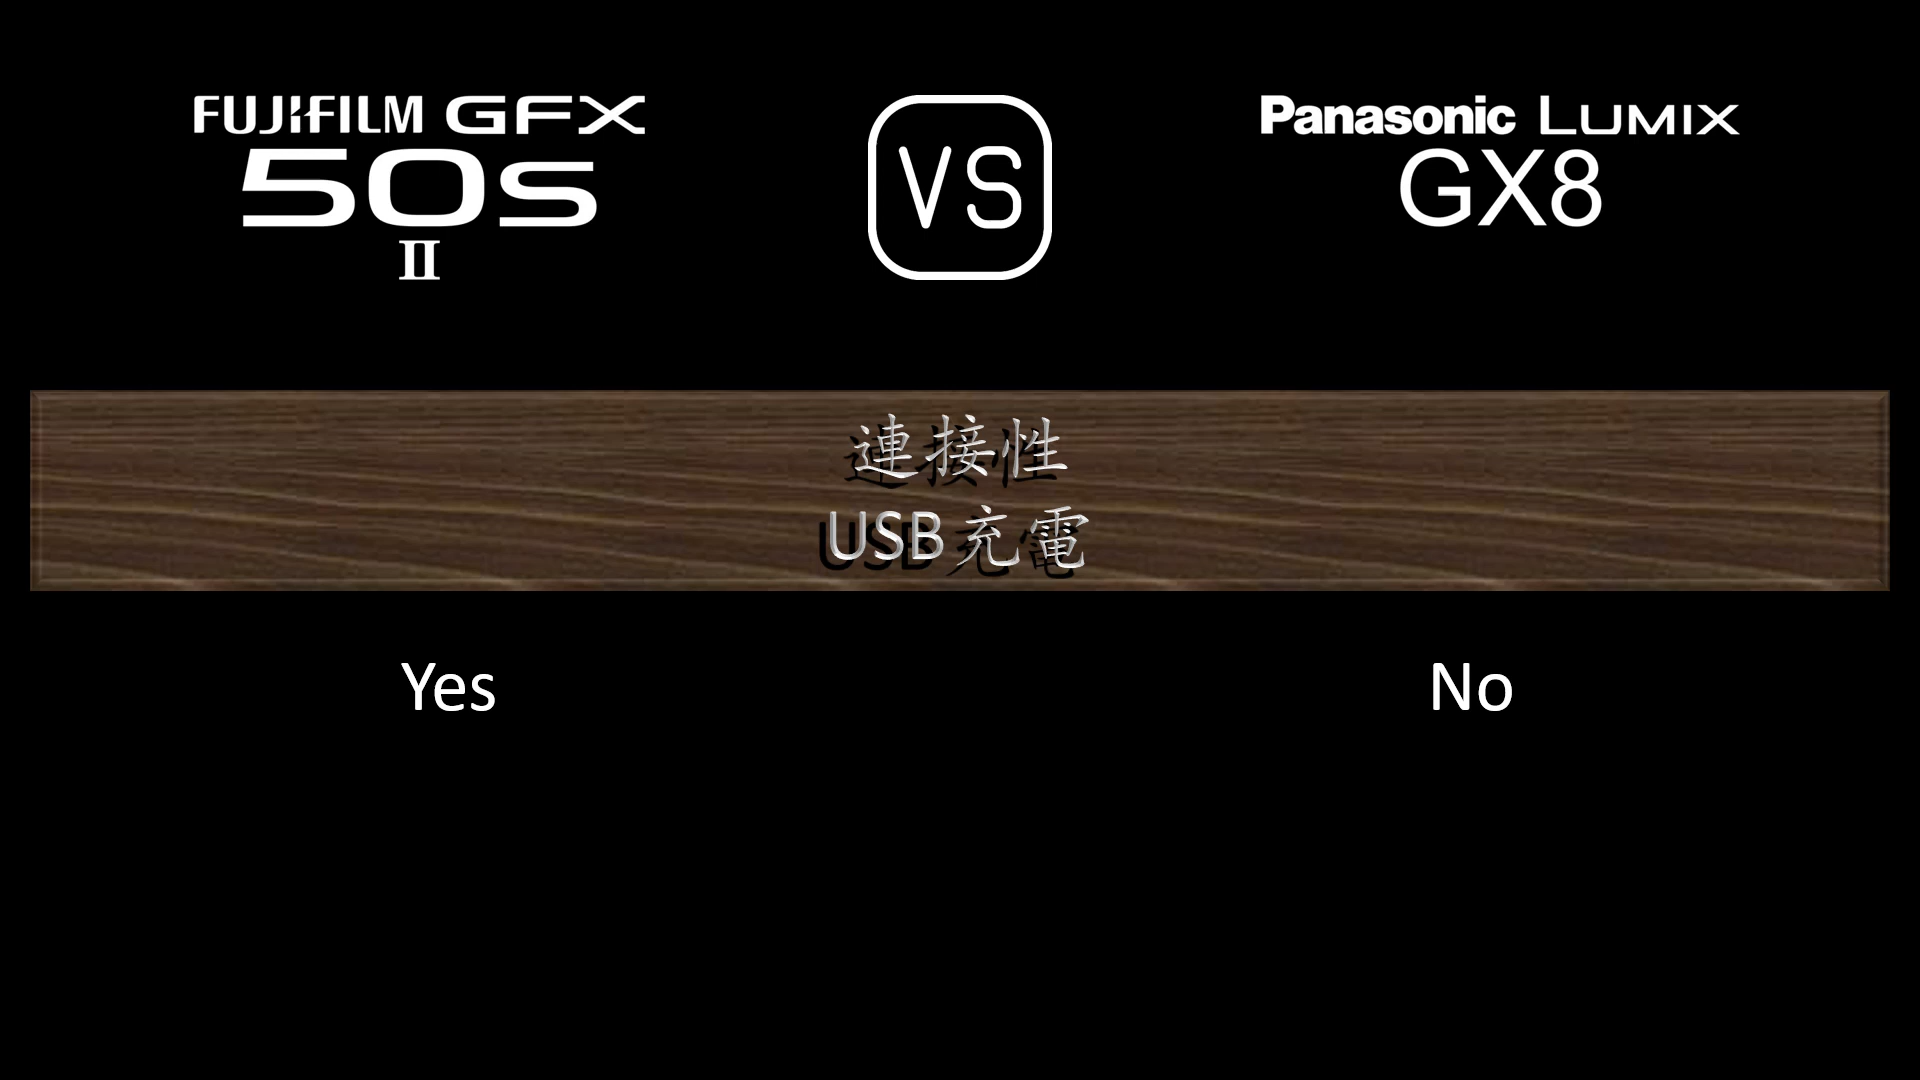 FUJIFILM GFX
50S
II
VS
Panasonic LUMIX
GX8
連接性
USB 充電
Yes
No